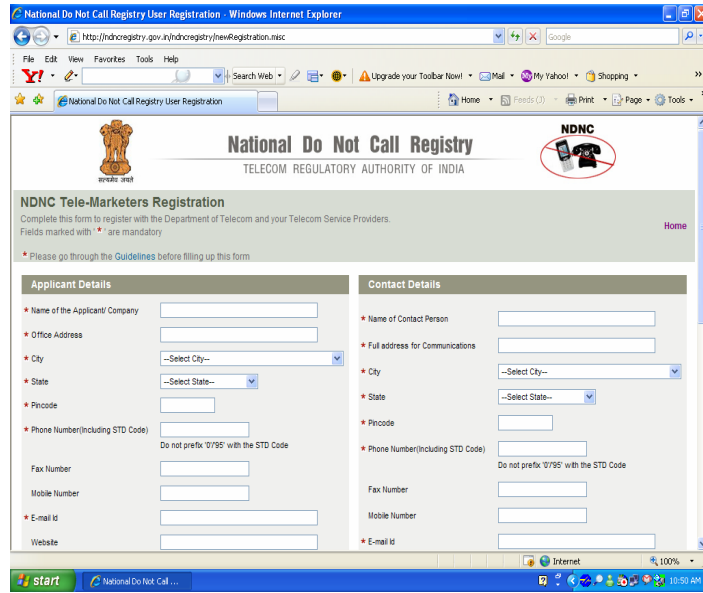 National Do Not Call Registry User Registration - Windows Internet Explorer
http://ndncregistry.gov.in/ndncregistry/newRegistration.misc
Google
File Edit View Favorites Tools Help
Y! Search Web Upgrade your Toolbar Now! Mail My Yahoo! Shopping »
National Do Not Call Registry User Registration
Home Feeds (J) Print Page Tools »
सत्यमेव जयते
National Do Not Call Registry
TELECOM REGULATORY AUTHORITY OF INDIA
NDNC
NDNC Tele-Marketers Registration
Complete this form to register with the Department of Telecom and your Telecom Service Providers.
Fields marked with ' * ' are mandatory
Home
* Please go through the Guidelines before filling up this form
Applicant Details
* Name of the Applicant/ Company
* Office Address
* City --Select City--
* State --Select State--
* Pincode
* Phone Number(Including STD Code)
Do not prefix '0'/'95' with the STD Code
Fax Number
Mobile Number
* E-mail Id
Website
Contact Details
* Name of Contact Person
* Full address for Communications
* City --Select City--
* State --Select State--
* Pincode
* Phone Number(Including STD Code)
Do not prefix '0'/'95' with the STD Code
Fax Number
Mobile Number
* E-mail Id
Internet 100%
start National Do Not Call ... 10:50 AM